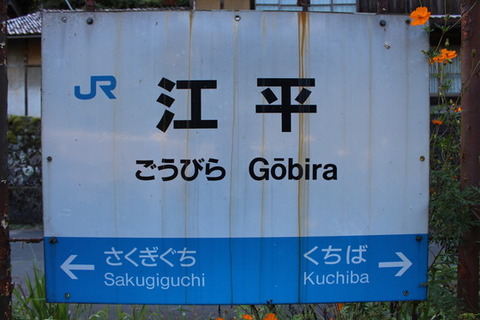 JR
江平
ごうびら Gōbira
← さくぎぐち くちば →
Sakugiguchi Kuchiba